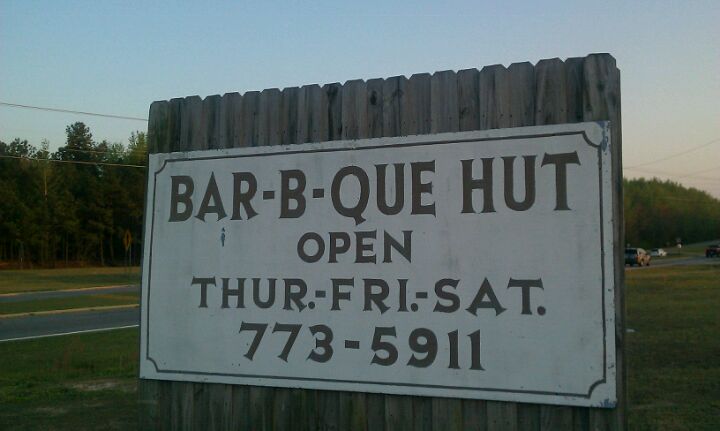 BAR-B-QUE HUT
OPEN
THUR.-FRI.-SAT.
773-5911